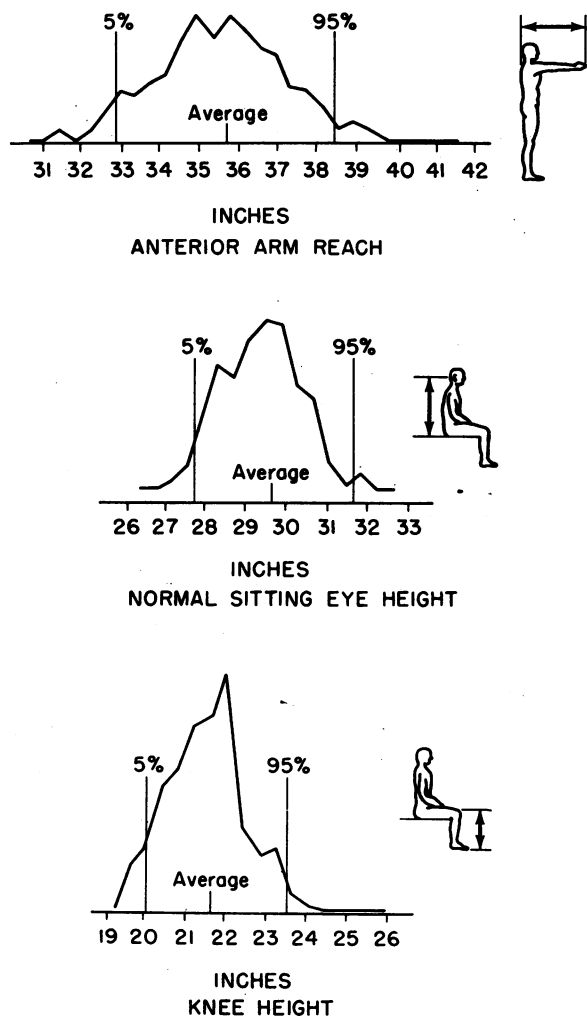 5% 95%
Average
31 32 33 34 35 36 37 38 39 40 41 42
INCHES
ANTERIOR ARM REACH
5% 95%
Average
26 27 28 29 30 31 32 33
INCHES
NORMAL SITTING EYE HEIGHT
5% 95%
Average
19 20 21 22 23 24 25 26
INCHES
KNEE HEIGHT